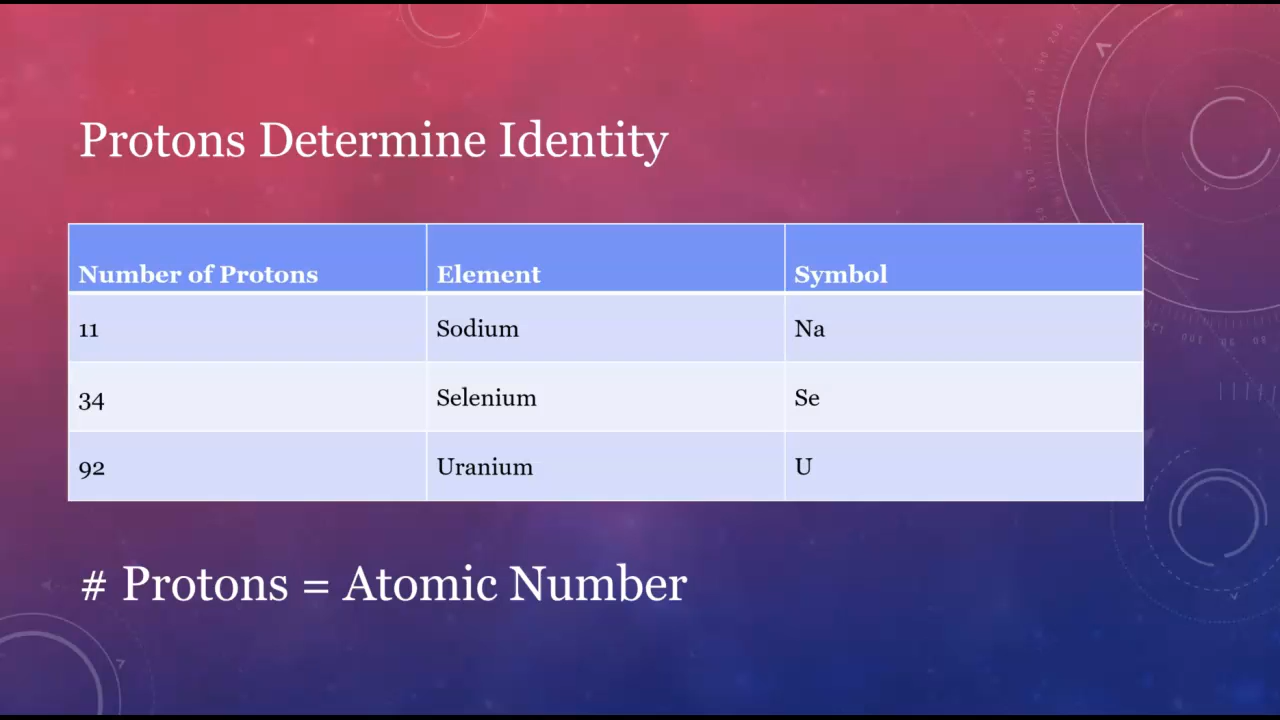 Protons Determine Identity
Number of Protons Element Symbol
11 Sodium Na
34 Selenium Se
92 Uranium U
# Protons = Atomic Number